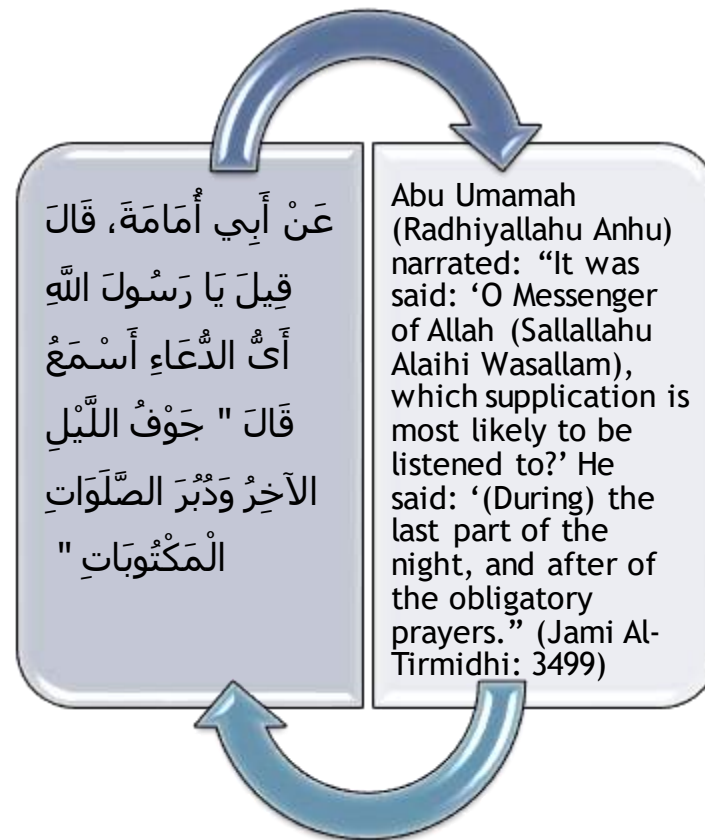 عَنْ أَبِي أُمَامَةَ، قَالَ
قِيلَ يَا رَسُولَ اللَّهِ
أَىُّ الدُّعَاءِ أَسْمَعُ
قَالَ " جَوْفُ اللَّيْلِ
الآخِرُ وَدُبُرَ الصَّلَوَاتِ
الْمَكْتُوبَاتِ "
Abu Umamah
(Radhiyallahu Anhu)
narrated: “It was
said: ‘O Messenger
of Allah (Sallallahu
Alaihi Wasallam),
which supplication is
most likely to be
listened to?’ He
said: ‘(During) the
last part of the
night, and after of
the obligatory
prayers.” (Jami Al-
Tirmidhi: 3499)